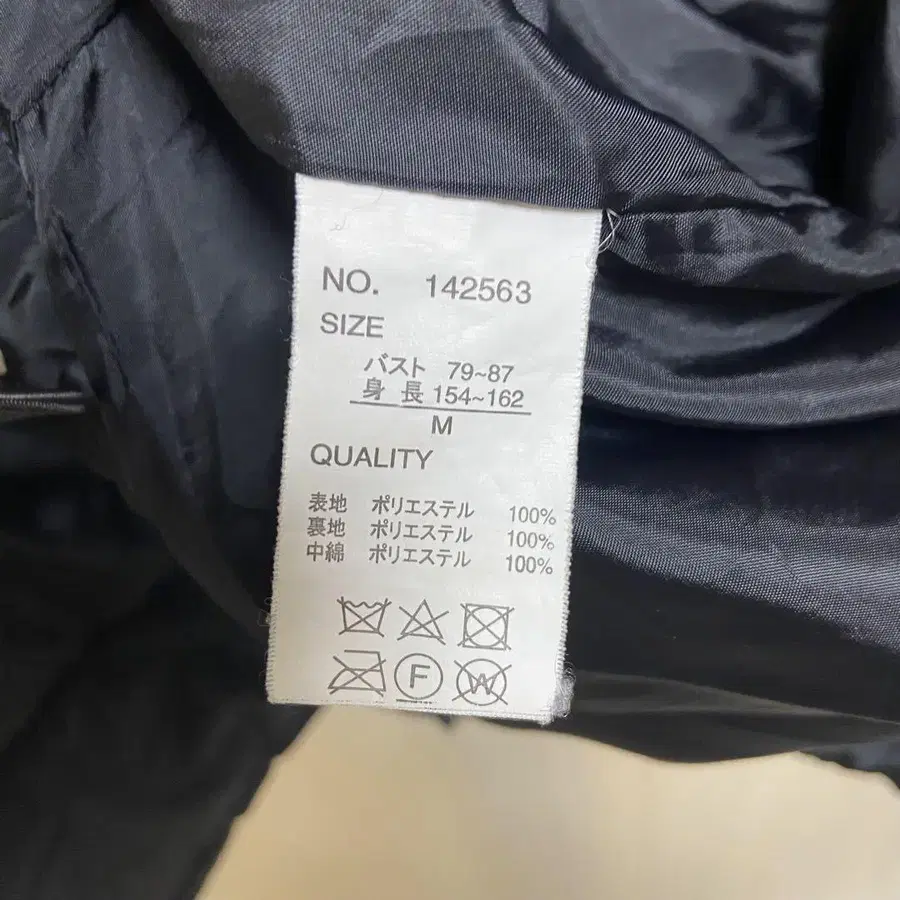 NO. 142563
SIZE
バスト 79~87
身長 154~162
M
QUALITY
表地 ポリエステル 100%
裏地 ポリエステル 100%
中綿 ポリエステル 100%
F
W